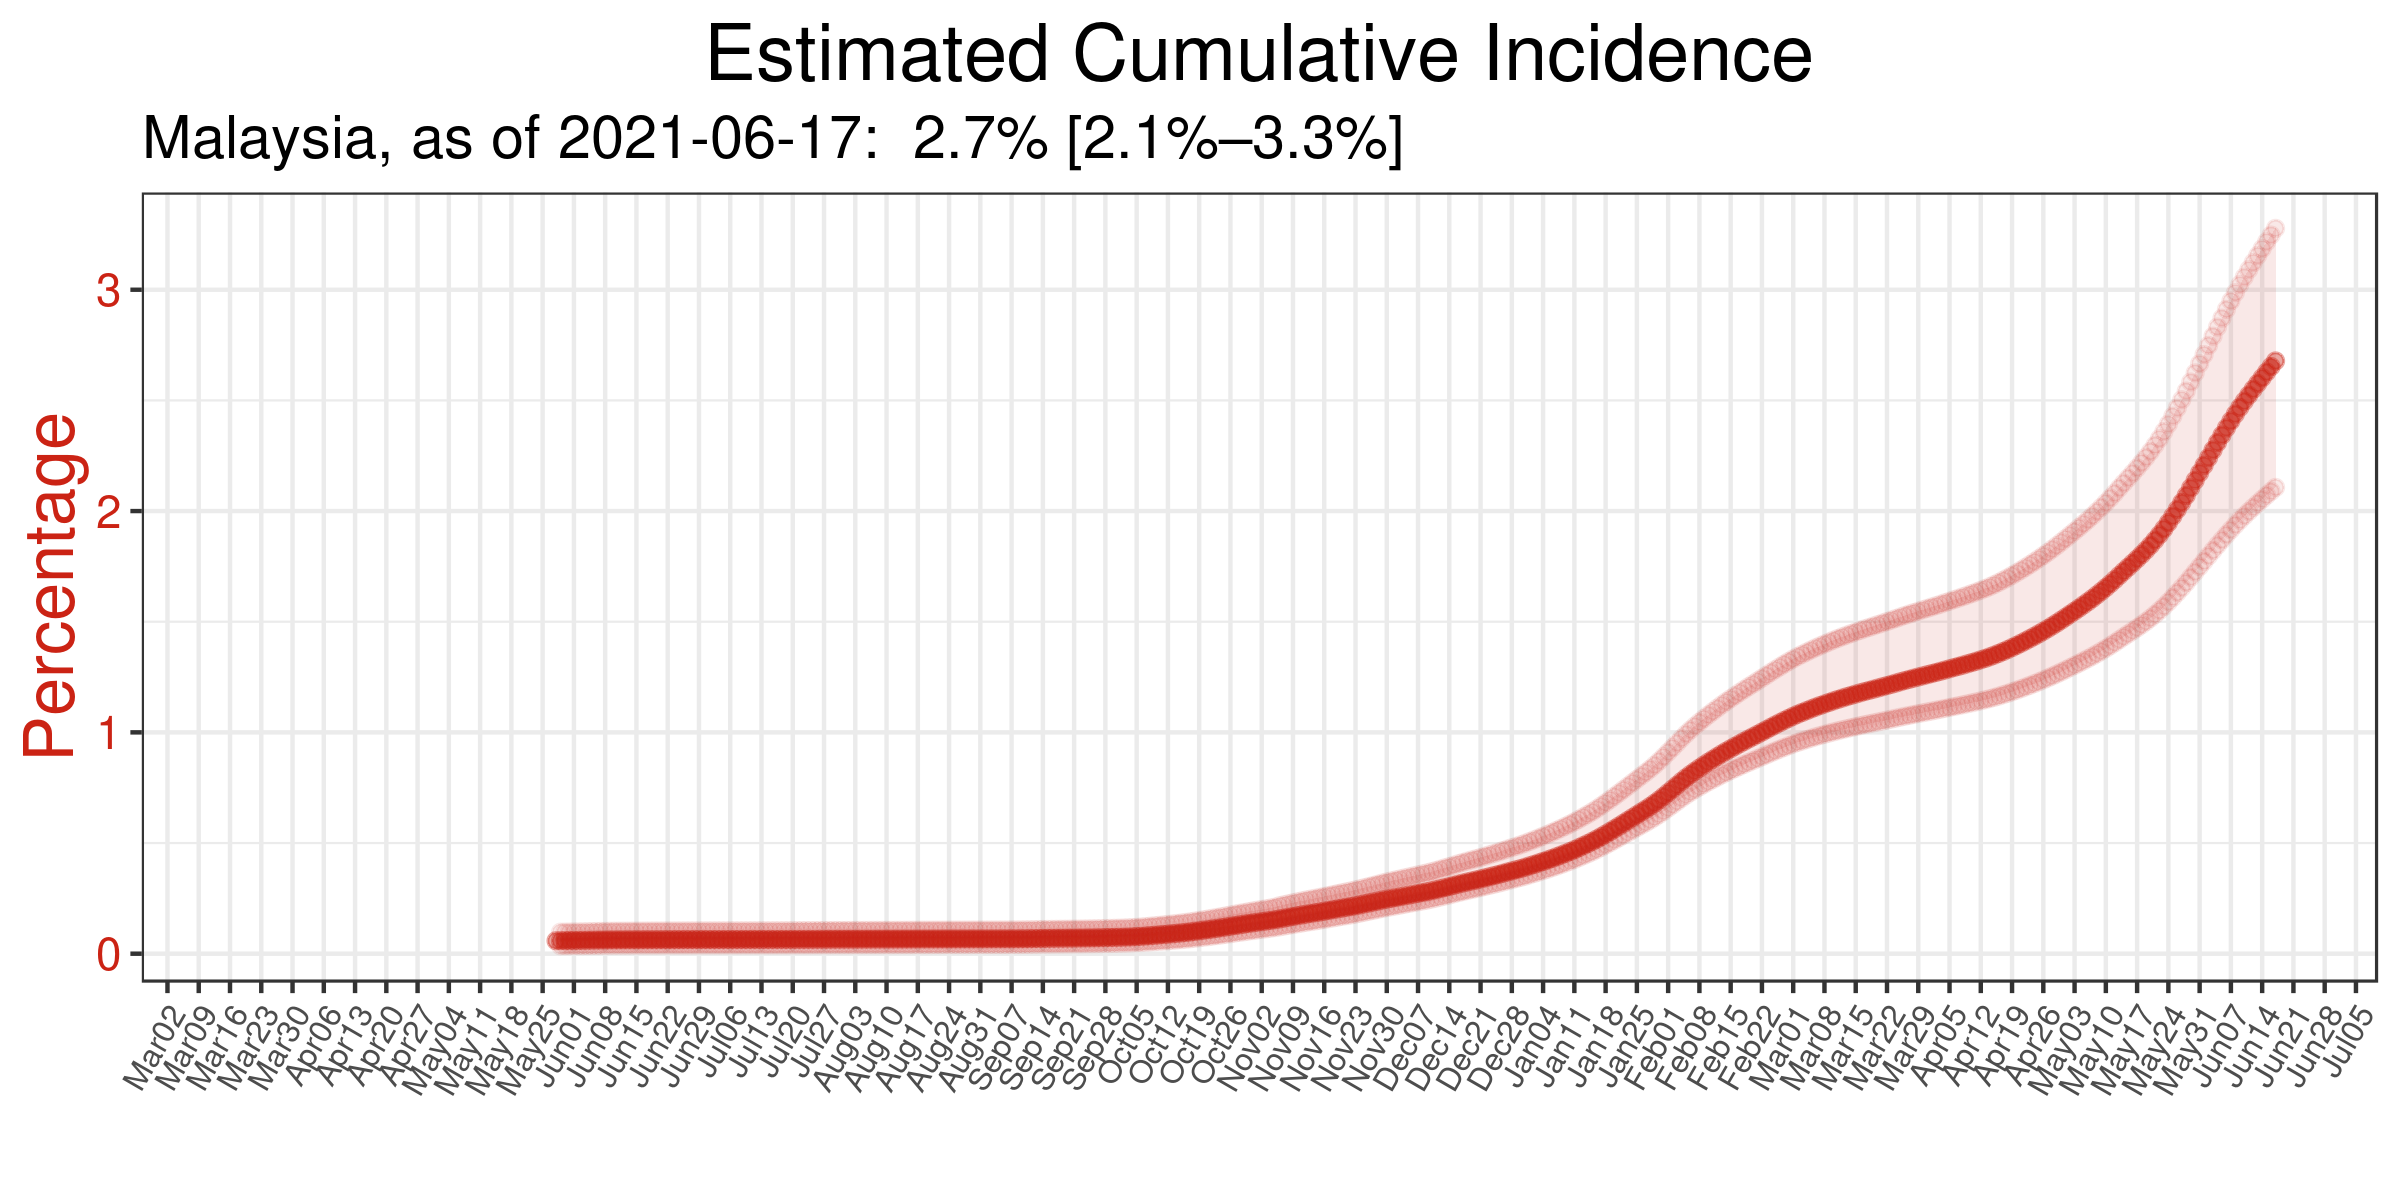 Estimated Cumulative Incidence
Malaysia, as of 2021-06-17:  2.7% [2.1%–3.3%]
Percentage
3
2
1
0
Mar02 Mar09 Mar16 Mar23 Mar30 Apr06 Apr13 Apr20 Apr27 May04 May11 May18 May25 Jun01 Jun08 Jun15 Jun22 Jun29 Jul06 Jul13 Jul20 Jul27 Aug03 Aug10 Aug17 Aug24 Aug31 Sep07 Sep14 Sep21 Sep28 Oct05 Oct12 Oct19 Oct26 Nov02 Nov09 Nov16 Nov23 Nov30 Dec07 Dec14 Dec21 Dec28 Jan04 Jan11 Jan18 Jan25 Feb01 Feb08 Feb15 Feb22 Mar01 Mar08 Mar15 Mar22 Mar29 Apr05 Apr12 Apr19 Apr26 May03 May10 May17 May24 May31 Jun07 Jun14 Jun21 Jun28 Jul05